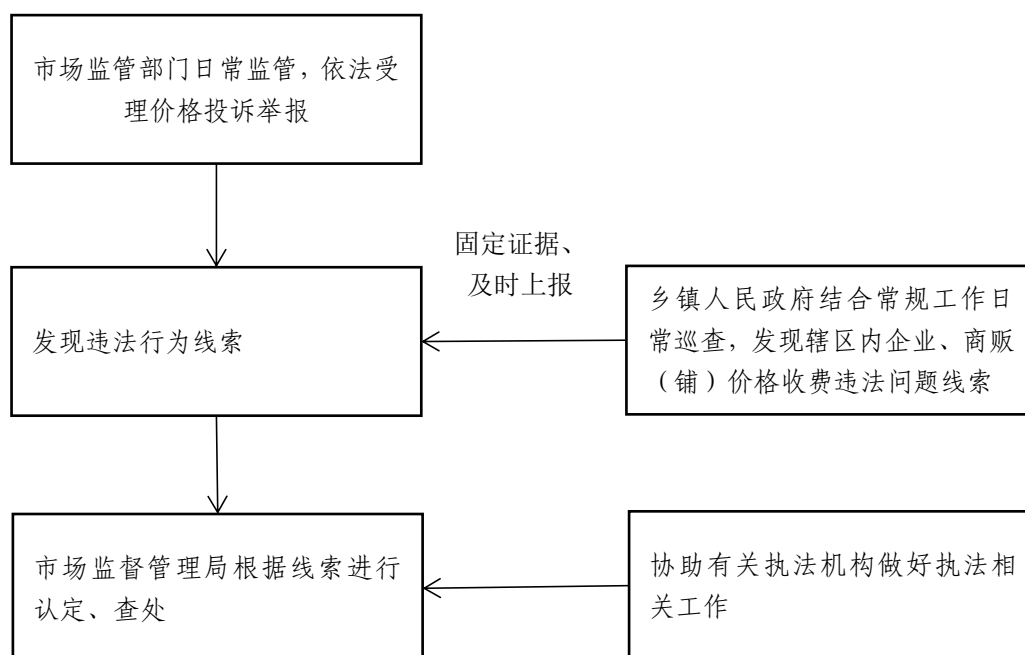 市场监管部门日常监管，依法受
理价格投诉举报
固定证据、
及时上报
发现违法行为线索
乡镇人民政府结合常规工作日
常巡查，发现辖区内企业、商贩
（铺）价格收费违法问题线索
市场监督管理局根据线索进行
认定、查处
协助有关执法机构做好执法相
关工作